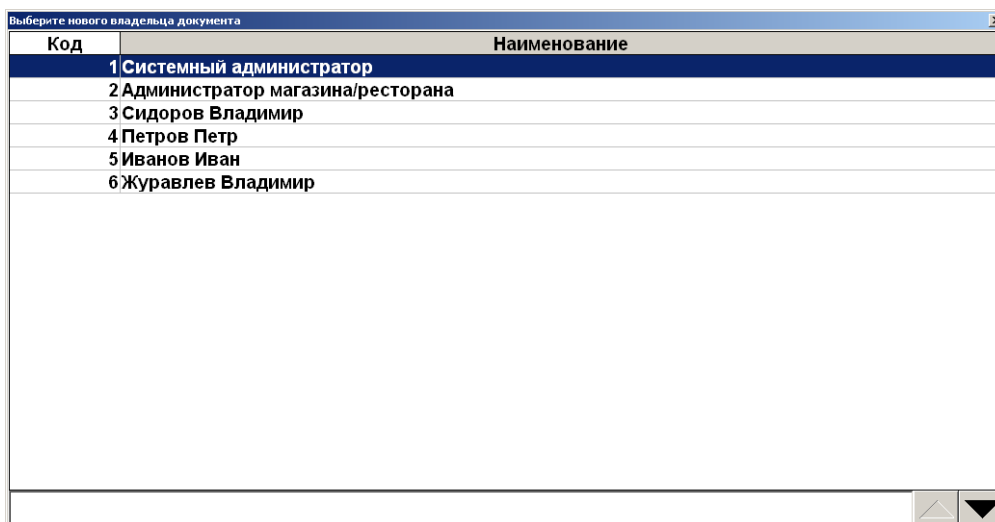 Выберите нового владельца документа
Код Наименование
1 Системный администратор
2 Администратор магазина/ресторана
3 Сидоров Владимир
4 Петров Петр
5 Иванов Иван
6 Журавлев Владимир